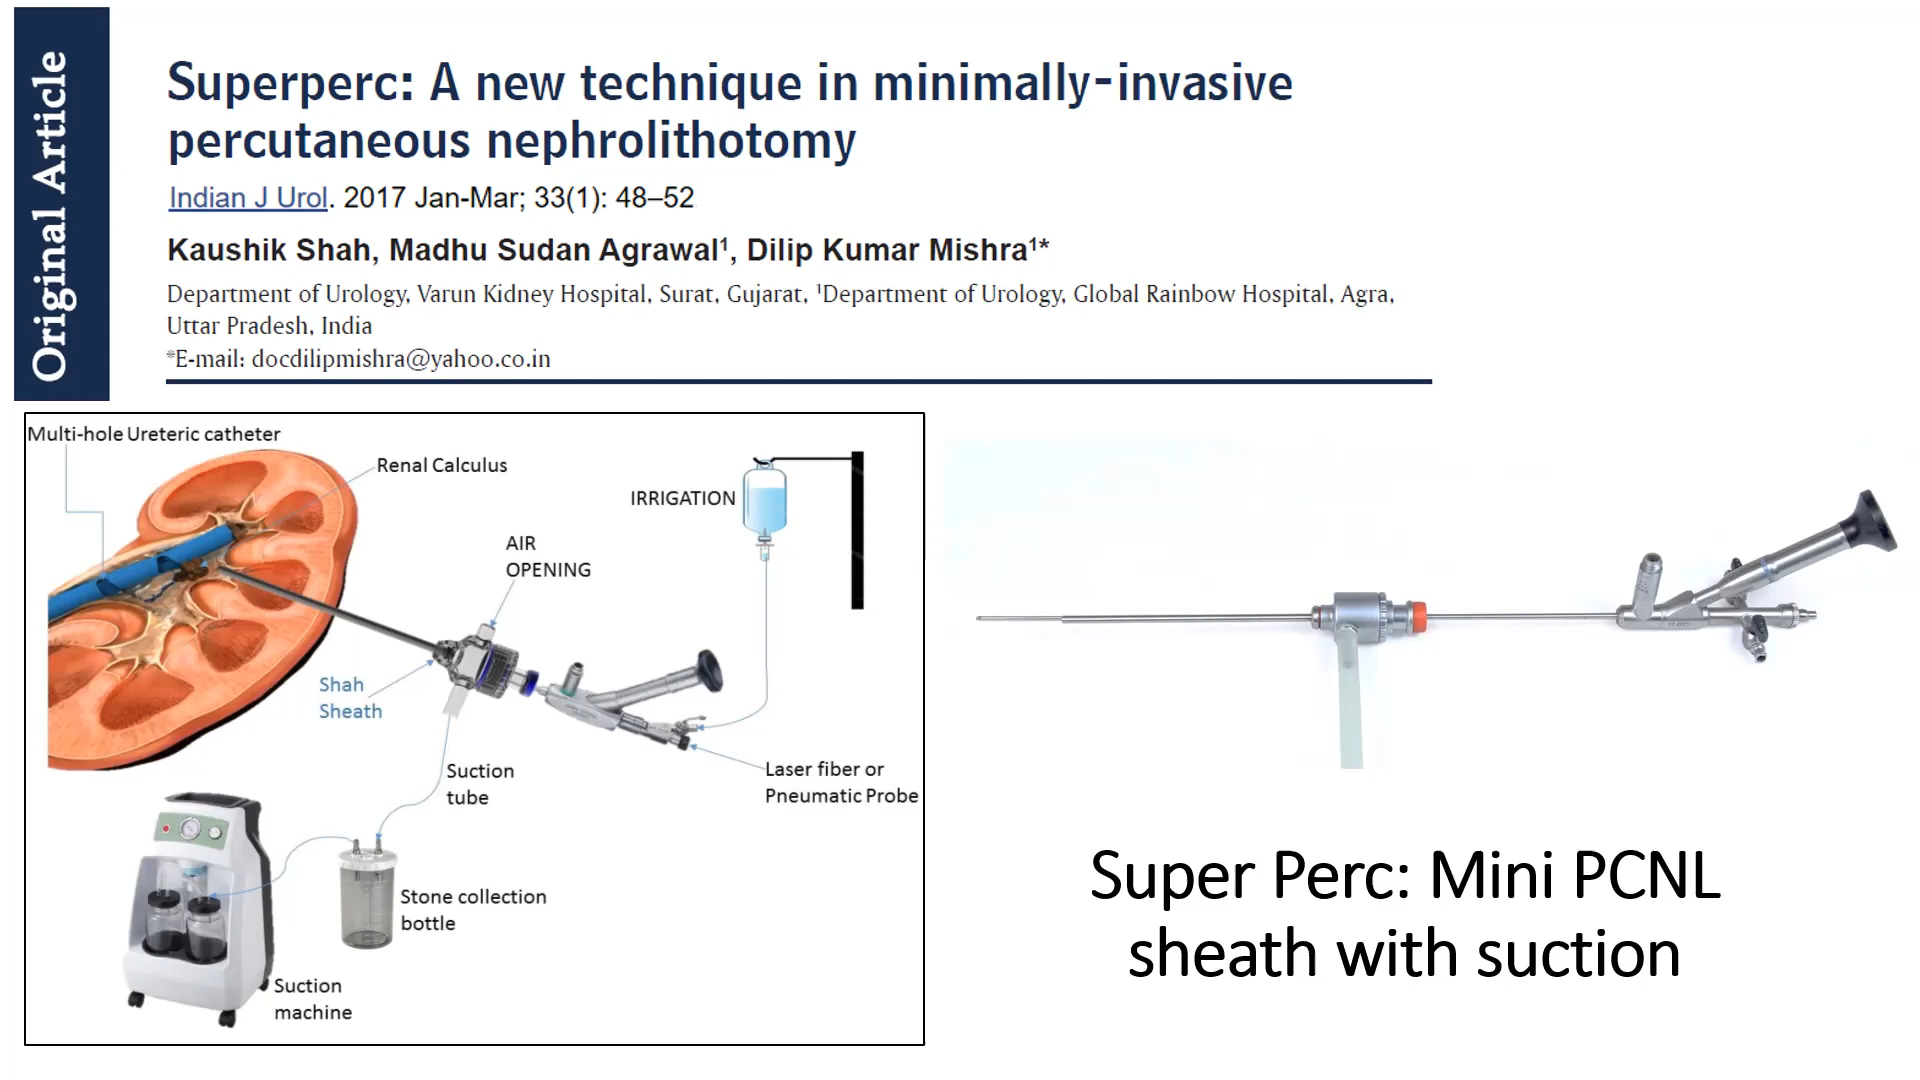 Original Article
Superperc: A new technique in minimally-invasive
percutaneous nephrolithotomy
Indian J Urol. 2017 Jan-Mar; 33(1): 48–52
Kaushik Shah, Madhu Sudan Agrawal¹, Dilip Kumar Mishra¹*
Department of Urology, Varun Kidney Hospital, Surat, Gujarat, ¹Department of Urology, Global Rainbow Hospital, Agra,
Uttar Pradesh, India
*E-mail: docdilipmishra@yahoo.co.in
Multi-hole Ureteric catheter
Renal Calculus
IRRIGATION
AIR
OPENING
Shah
Sheath
Suction
tube
Laser fiber or
Pneumatic Probe
Stone collection
bottle
Suction
machine
Super Perc: Mini PCNL
sheath with suction